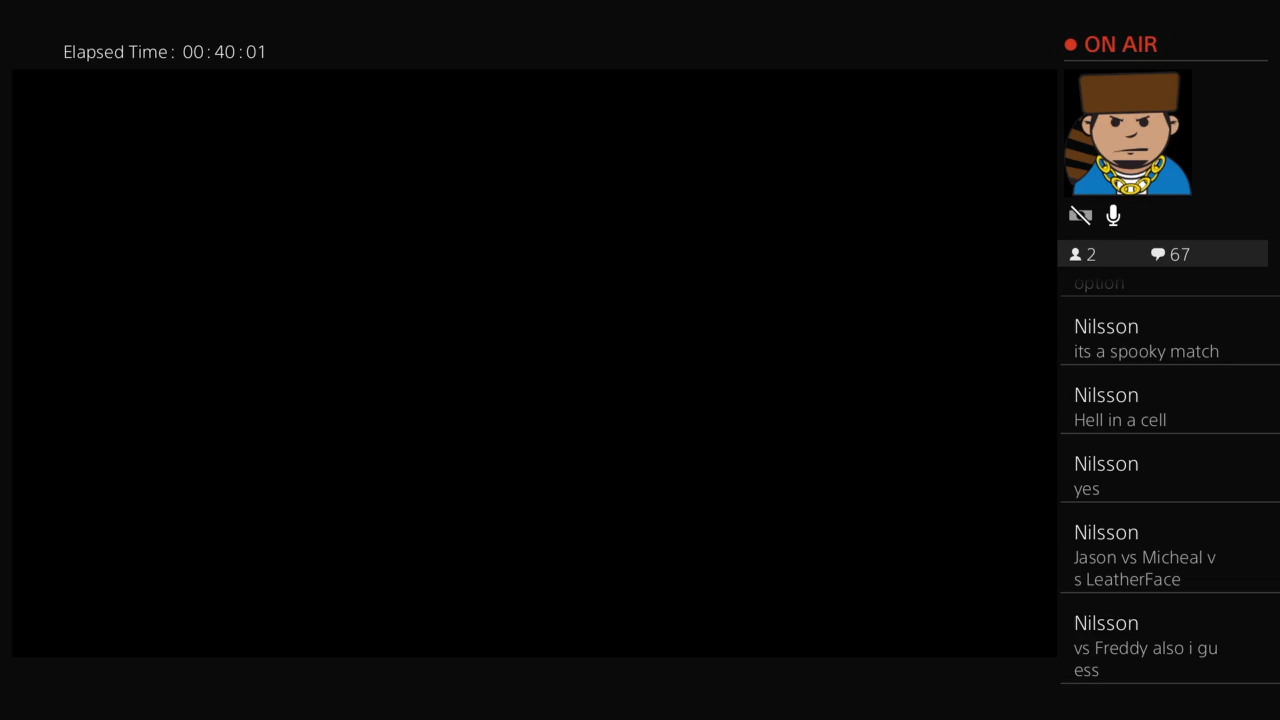 Elapsed Time: 00:40:01
ON AIR
2 67
option
Nilsson
its a spooky match
Nilsson
Hell in a cell
Nilsson
yes
Nilsson
Jason vs Micheal v
s LeatherFace
Nilsson
vs Freddy also i gu
ess